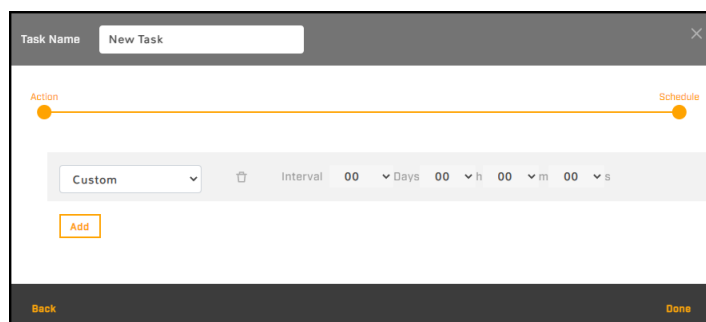 Task Name New Task
Action Schedule
Custom Interval 00 Days 00 h 00 m 00 s
Add
Back Done